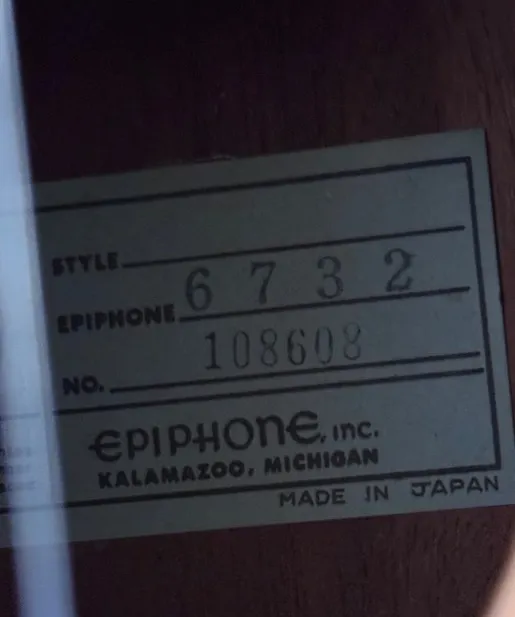 STYLE
EPIPHONE 6732
NO. 108608
EPIPHONE, INC.
KALAMAZOO, MICHIGAN
MADE IN JAPAN